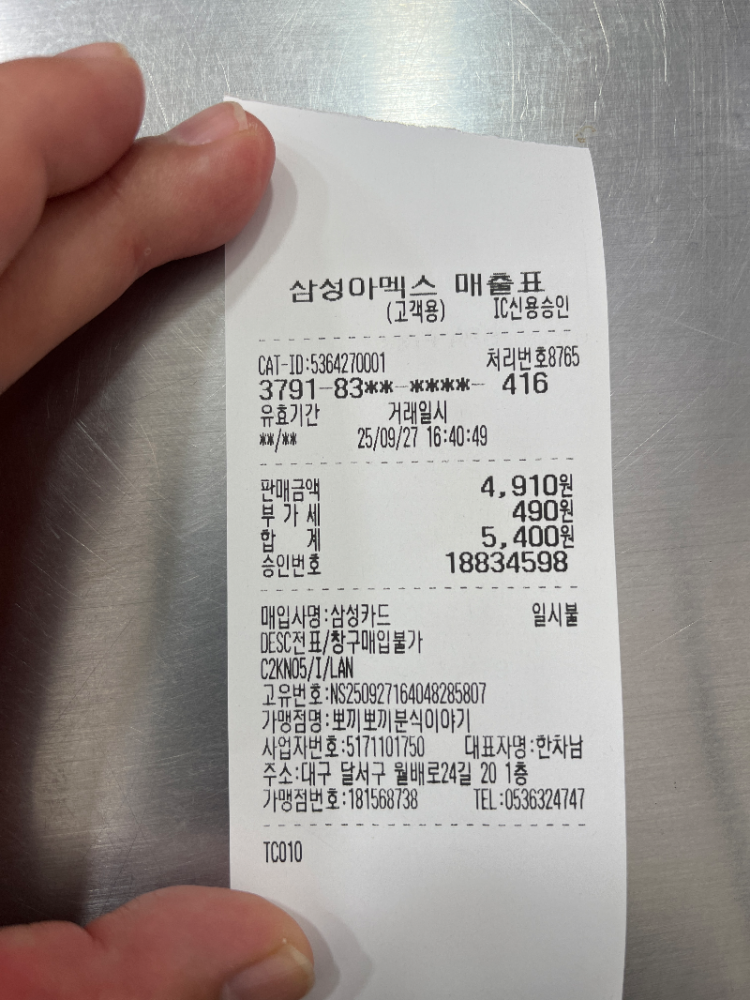 삼성아멕스 매출표
(고객용) IC신용승인
CAT-ID:5364270001 처리번호8765
3791-83**-****- 416
유효기간 거래일시
**/** 25/09/27 16:40:49
판매금액 4,910원
부 가 세 490원
합 계 5,400원
승인번호 18834598
매입사명:삼성카드 일시불
DESC전표/창구매입불가
C2KN05/I/LAN
고유번호:NS250927164048285807
가맹점명:뽀끼뽀끼분식이야기
사업자번호:5171101750 대표자명:한차남
주소:대구 달서구 월배로24길 20 1층
가맹점번호:181568738 TEL:0536324747
TC010